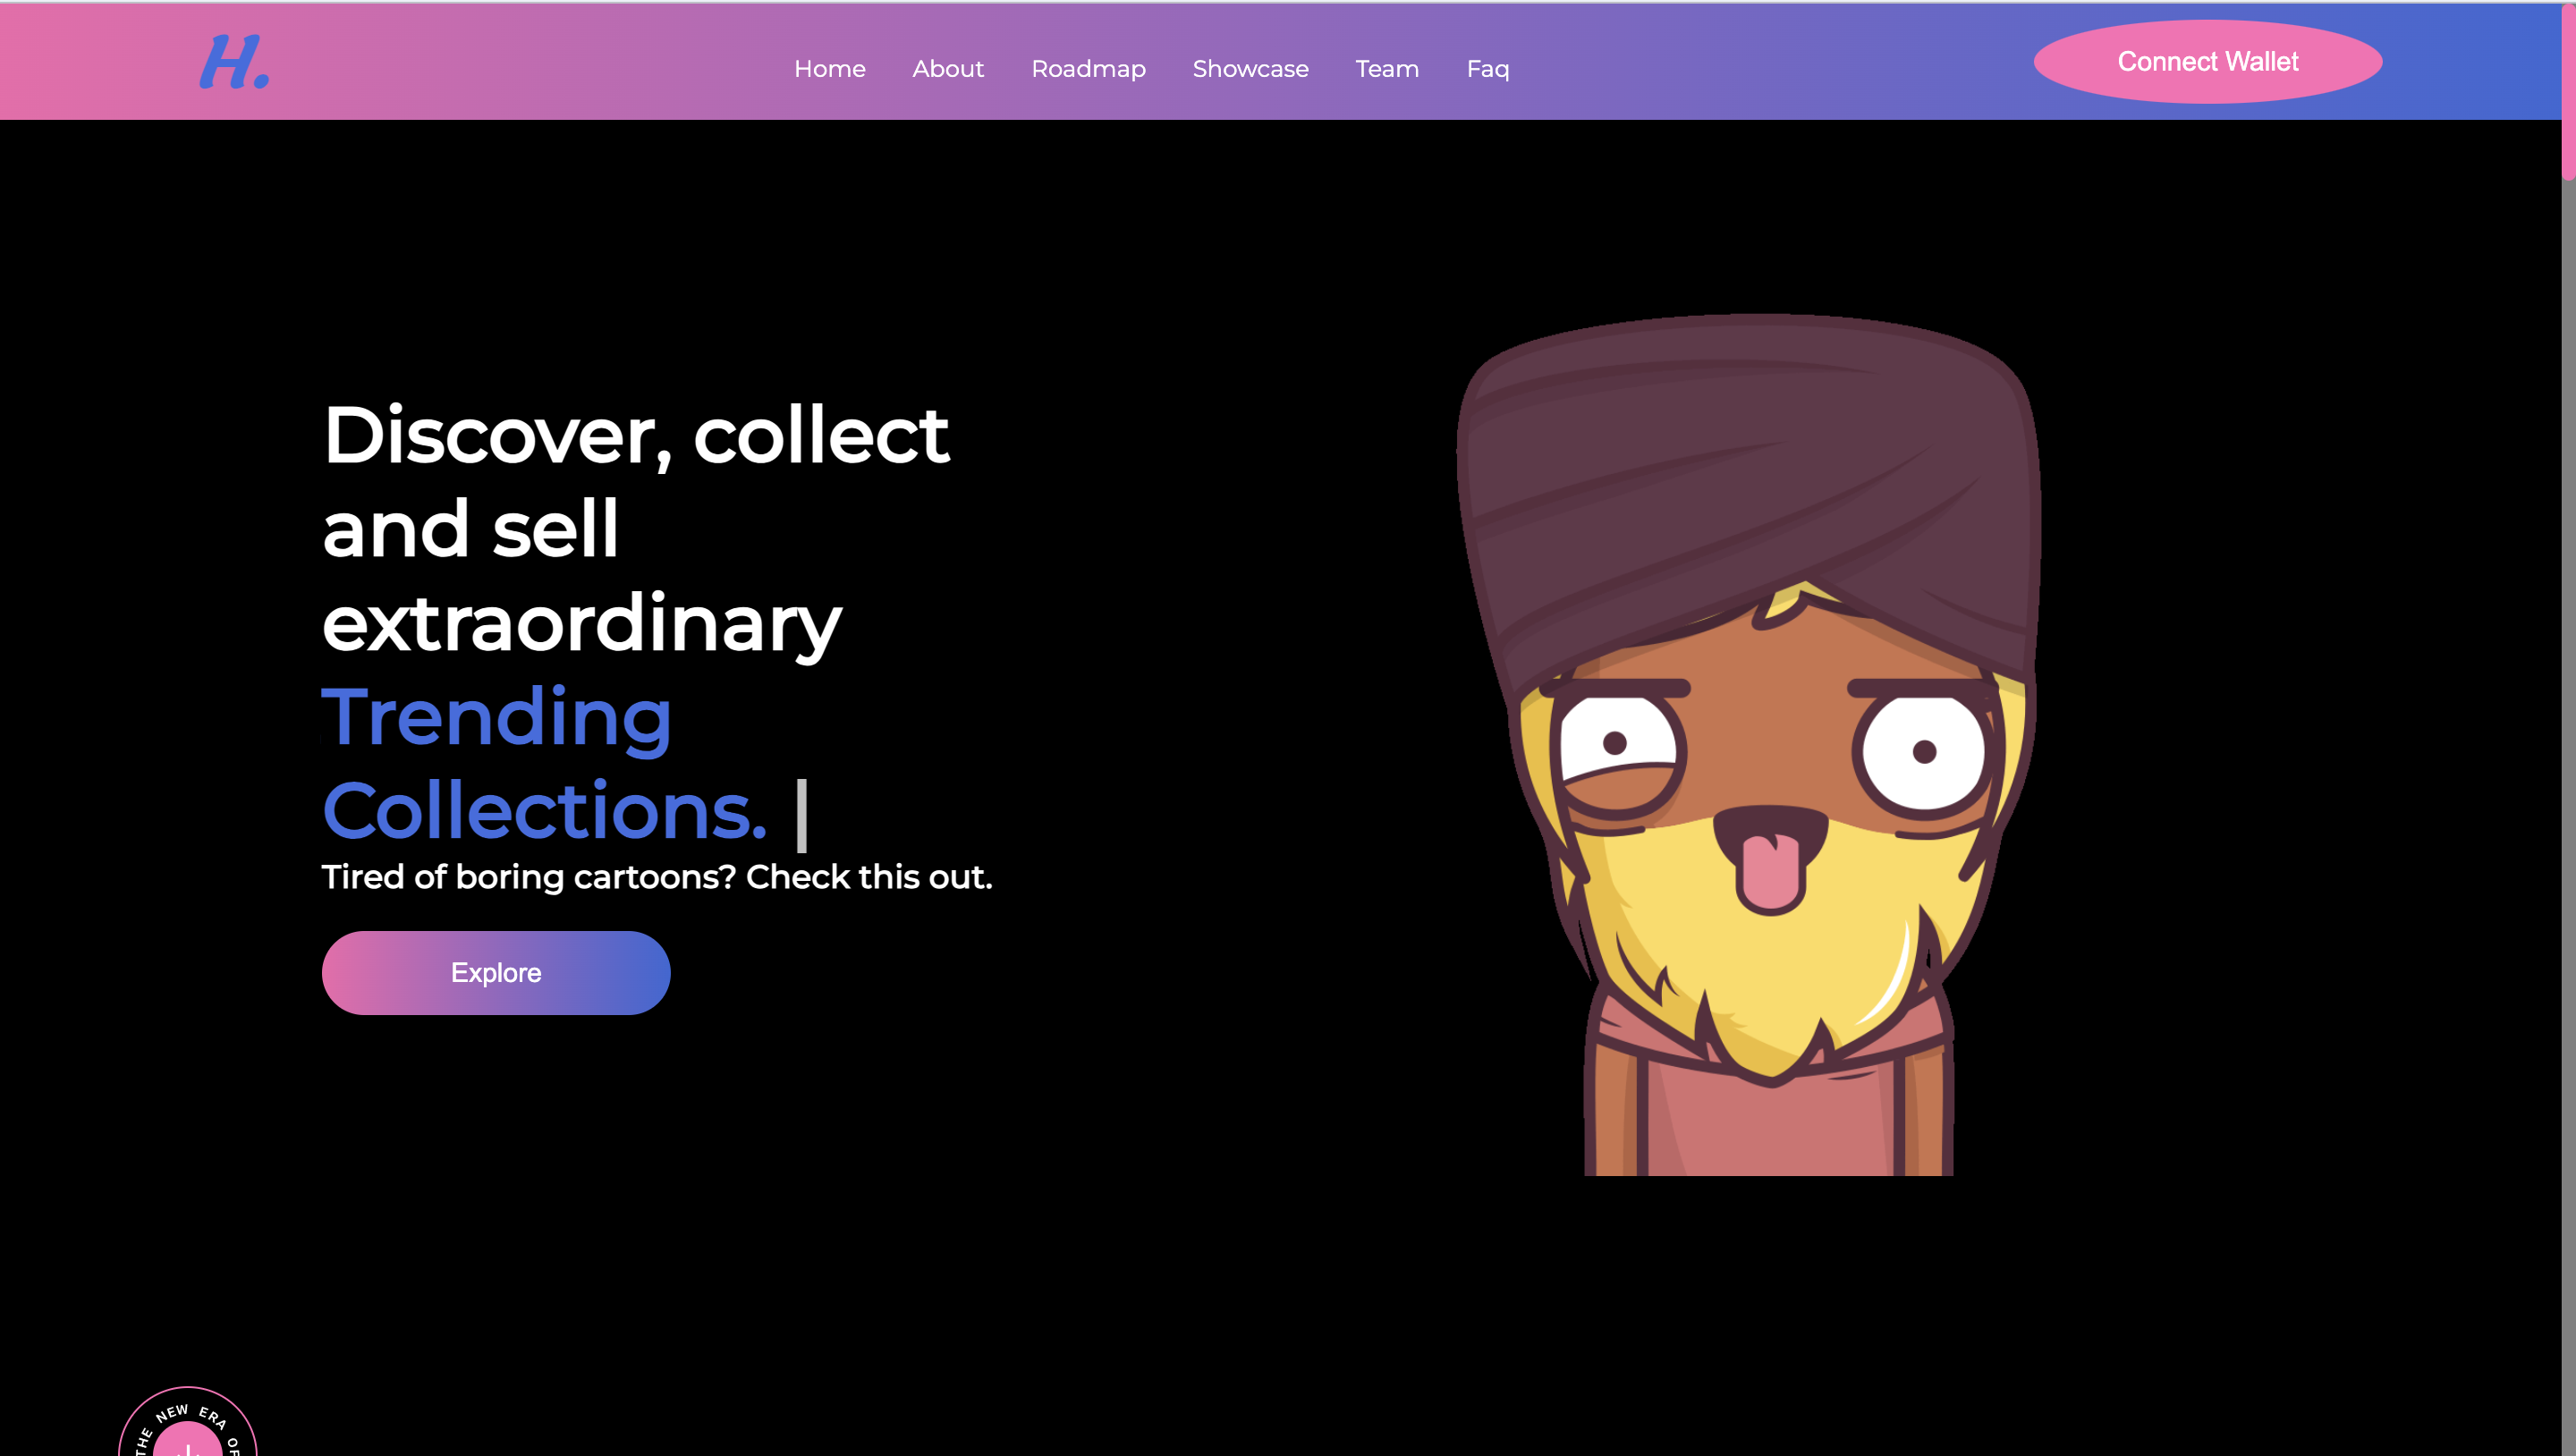 H.
Home About Roadmap Showcase Team Faq
Connect Wallet
Discover, collect
and sell
extraordinary
Trending
Collections. |
Tired of boring cartoons? Check this out.
Explore
THE NEW ERA OF